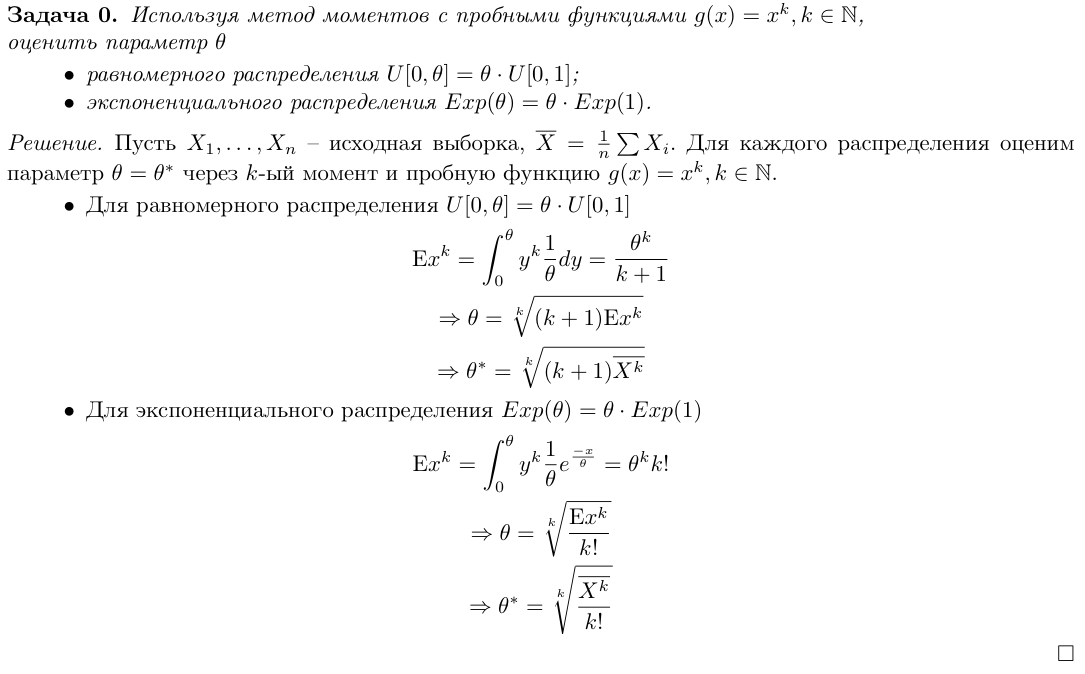 Задача 0. Используя метод моментов с пробными функциями $g(x) = x^k, k \in \mathbb{N}$,
оценить параметр $\theta$
• равномерного распределения $U[0, \theta] = \theta \cdot U[0, 1]$;
• экспоненциального распределения $Exp(\theta) = \theta \cdot Exp(1)$.
Решение. Пусть $X_1, \ldots, X_n$ – исходная выборка, $\overline{X} = \frac{1}{n} \sum X_i$. Для каждого распределения оценим
параметр $\theta = \theta^*$ через $k$-ый момент и пробную функцию $g(x) = x^k, k \in \mathbb{N}$.
• Для равномерного распределения $U[0, \theta] = \theta \cdot U[0, 1]$
$\mathrm{E}x^k = \int_0^\theta y^k \frac{1}{\theta} dy = \frac{\theta^k}{k+1}$
$\Rightarrow \theta = \sqrt[k]{(k+1)\mathrm{E}x^k}$
$\Rightarrow \theta^* = \sqrt[k]{(k+1)\overline{X^k}}$
• Для экспоненциального распределения $Exp(\theta) = \theta \cdot Exp(1)$
$\mathrm{E}x^k = \int_0^\theta y^k \frac{1}{\theta} e^{\frac{-x}{\theta}} = \theta^k k!$
$\Rightarrow \theta = \sqrt[k]{\frac{\mathrm{E}x^k}{k!}}$
$\Rightarrow \theta^* = \sqrt[k]{\frac{\overline{X^k}}{k!}}$
□